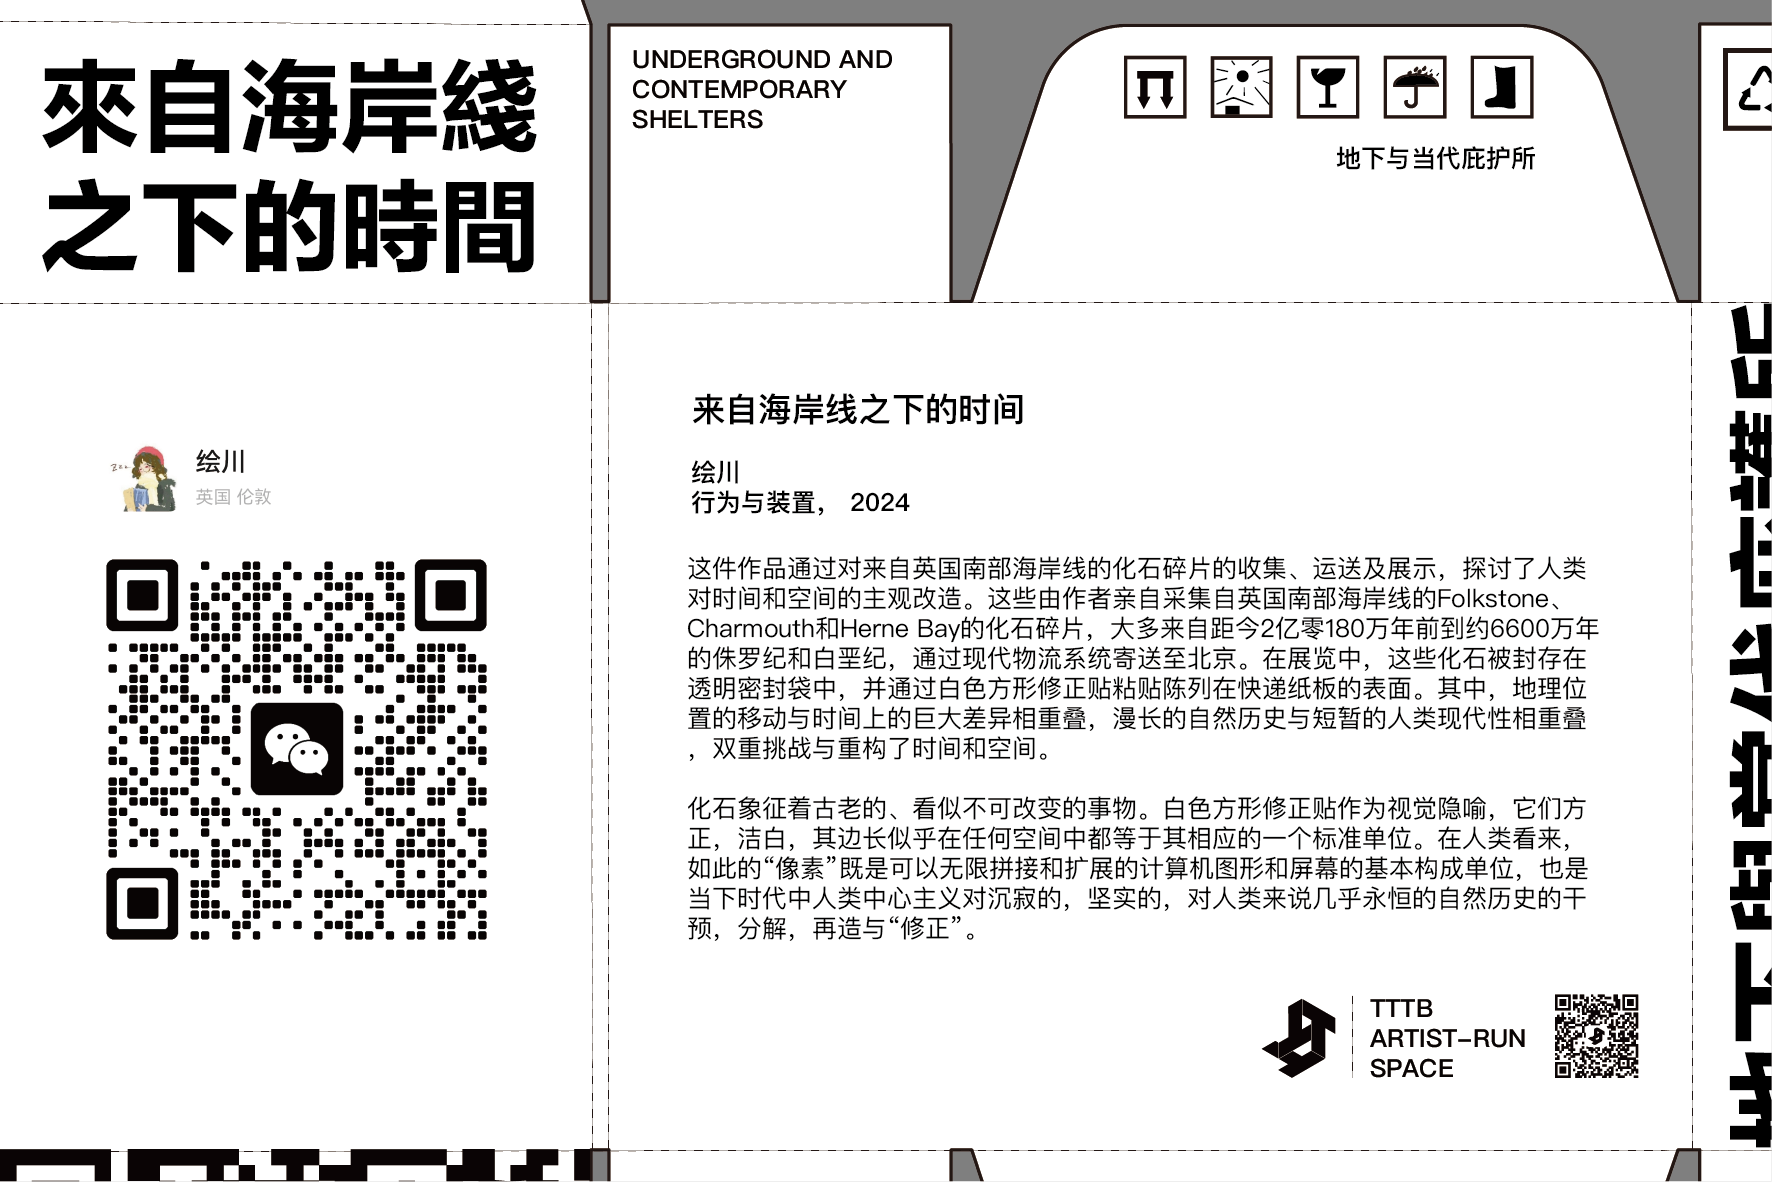 來自海岸綫
之下的時間
UNDERGROUND AND
CONTEMPORARY
SHELTERS
地下与当代庇护所
绘川
英国 伦敦
来自海岸线之下的时间
绘川
行为与装置， 2024
这件作品通过对来自英国南部海岸线的化石碎片的收集、运送及展示，探讨了人类
对时间和空间的主观改造。这些由作者亲自采集自英国南部海岸线的Folkstone、
Charmouth和Herne Bay的化石碎片，大多来自距今2亿零180万年前到约6600万年
的侏罗纪和白垩纪，通过现代物流系统寄送至北京。在展览中，这些化石被封存在
透明密封袋中，并通过白色方形修正贴粘贴陈列在快递纸板的表面。其中，地理位
置的移动与时间上的巨大差异相重叠，漫长的自然历史与短暂的人类现代性相重叠
，双重挑战与重构了时间和空间。
化石象征着古老的、看似不可改变的事物。白色方形修正贴作为视觉隐喻，它们方
正，洁白，其边长似乎在任何空间中都等于其相应的一个标准单位。在人类看来，
如此的“像素”既是可以无限拼接和扩展的计算机图形和屏幕的基本构成单位，也是
当下时代中人类中心主义对沉寂的，坚实的，对人类来说几乎永恒的自然历史的干
预，分解，再造与“修正”。
TTTB
ARTIST–RUN
SPACE